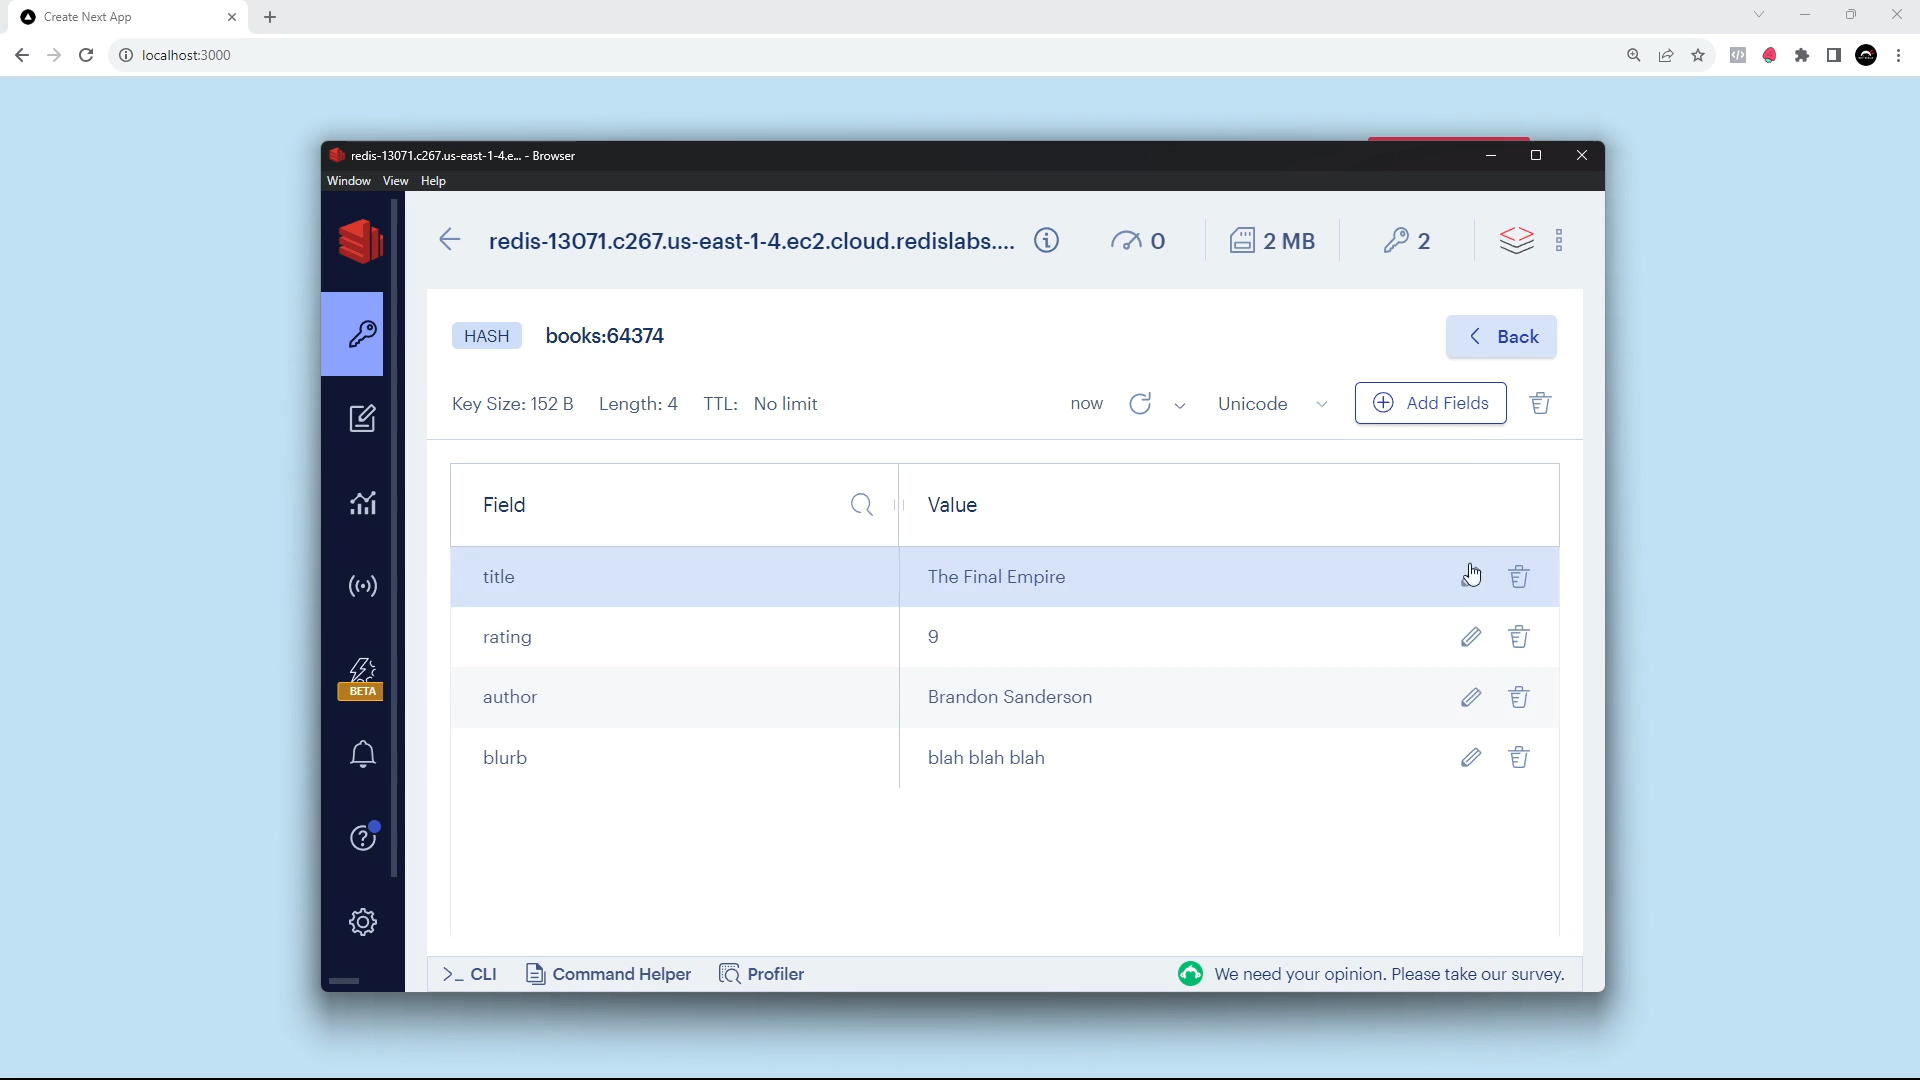 Create Next App
localhost:3000
redis-13071.c267.us-east-1-4.e... - Browser
Window View Help
redis-13071.c267.us-east-1-4.ec2.cloud.redislabs.... 0 2 MB 2
HASH books:64374 Back
Key Size: 152 B Length: 4 TTL: No limit now Unicode Add Fields
Field Value
title The Final Empire
rating 9
author Brandon Sanderson
BETA
blurb blah blah blah
>_ CLI Command Helper Profiler We need your opinion. Please take our survey.